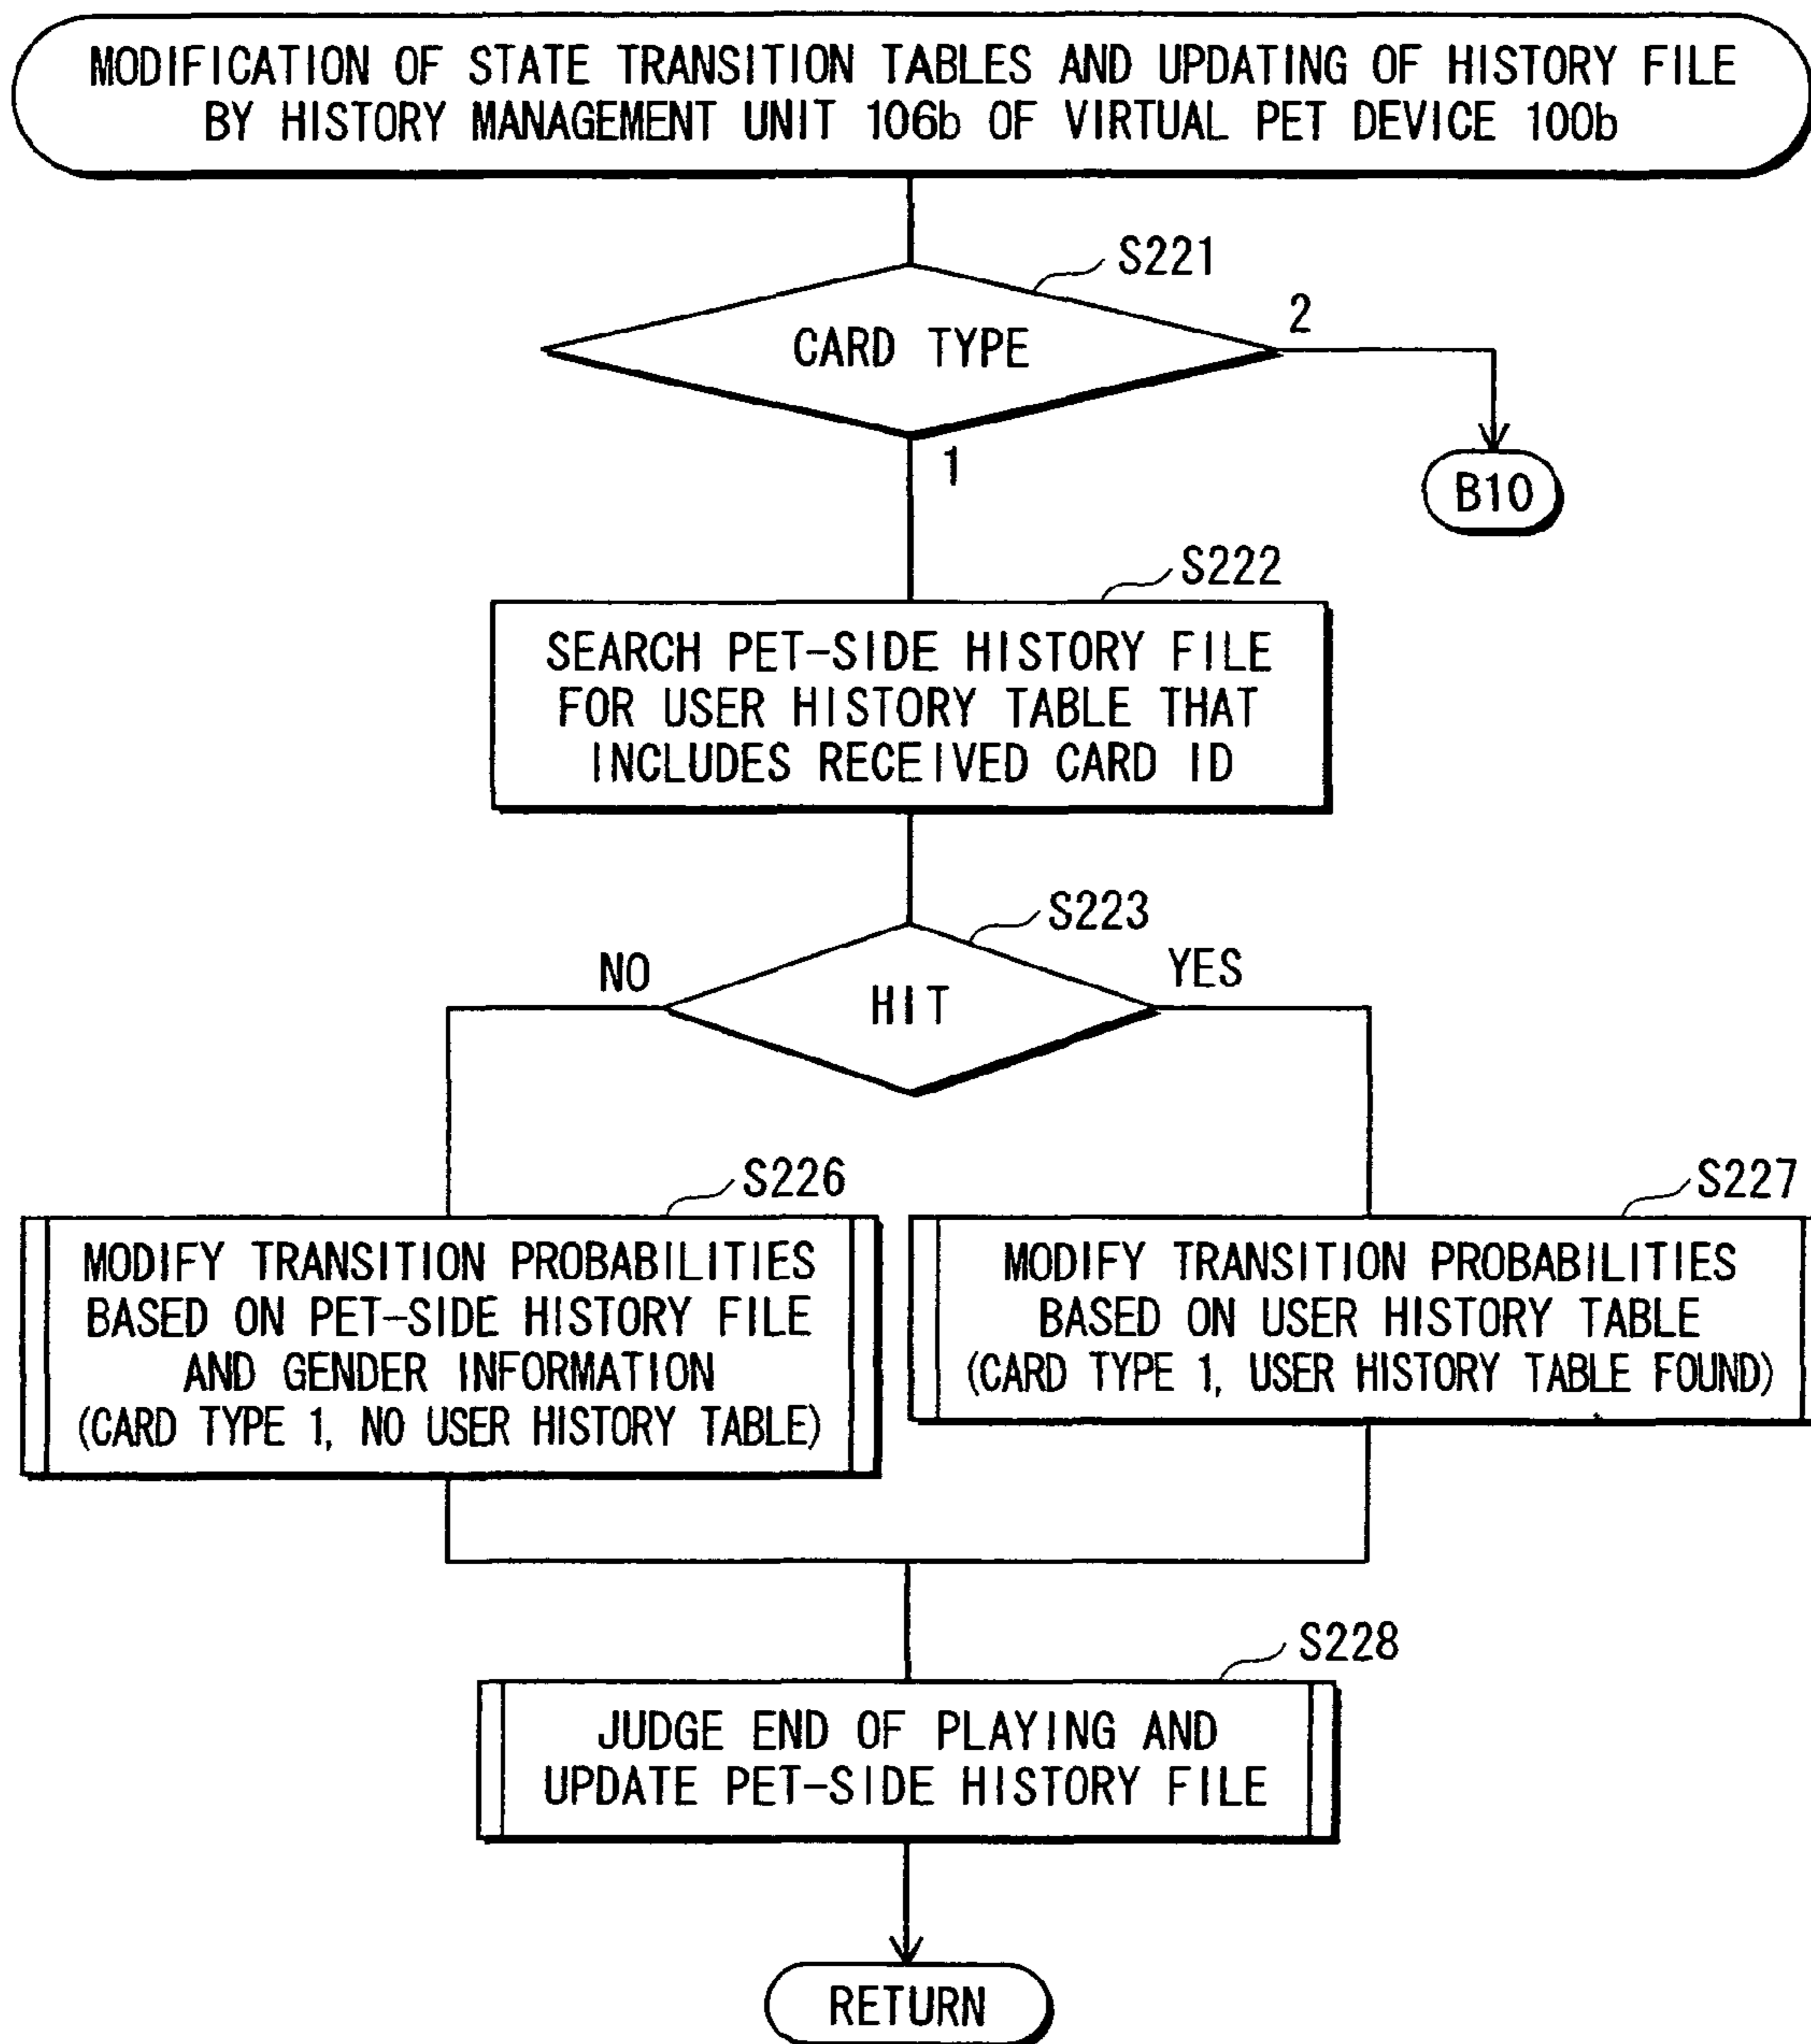 MODIFICATION OF STATE TRANSITION TABLES AND UPDATING OF HISTORY FILE
BY HISTORY MANAGEMENT UNIT 106b OF VIRTUAL PET DEVICE 100b
S221
CARD TYPE
2
B10
1
S222
SEARCH PET-SIDE HISTORY FILE
FOR USER HISTORY TABLE THAT
INCLUDES RECEIVED CARD ID
S223
NO
HIT
YES
S226
MODIFY TRANSITION PROBABILITIES
BASED ON PET-SIDE HISTORY FILE
AND GENDER INFORMATION
(CARD TYPE 1, NO USER HISTORY TABLE)
S227
MODIFY TRANSITION PROBABILITIES
BASED ON USER HISTORY TABLE
(CARD TYPE 1, USER HISTORY TABLE FOUND)
S228
JUDGE END OF PLAYING AND
UPDATE PET-SIDE HISTORY FILE
RETURN